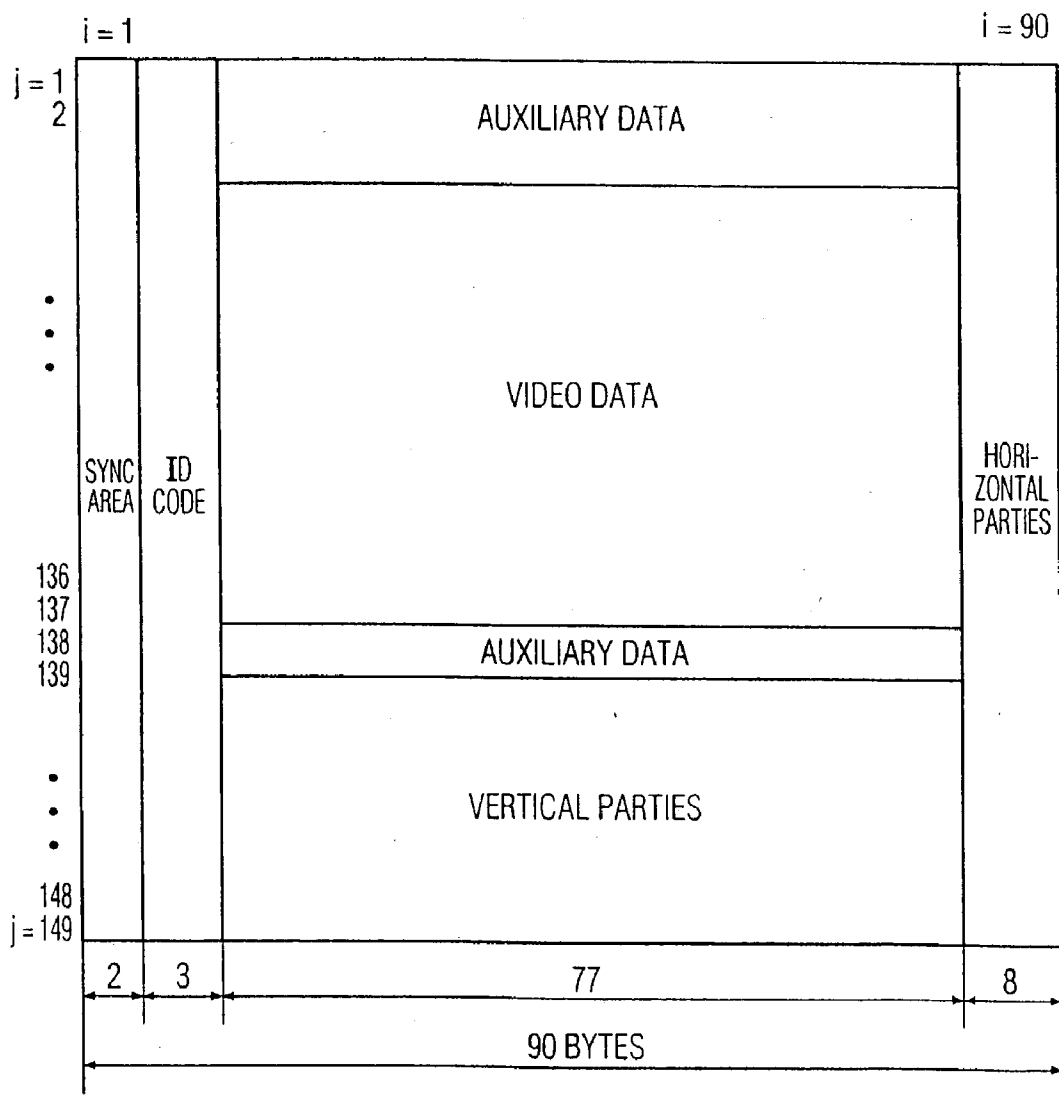 i = 1
i = 90
j = 1
2
AUXILIARY DATA
VIDEO DATA
SYNC
AREA
ID
CODE
HORI-
ZONTAL
PARTIES
136
137
138
139
AUXILIARY DATA
VERTICAL PARTIES
148
j = 149
2
3
77
8
90 BYTES